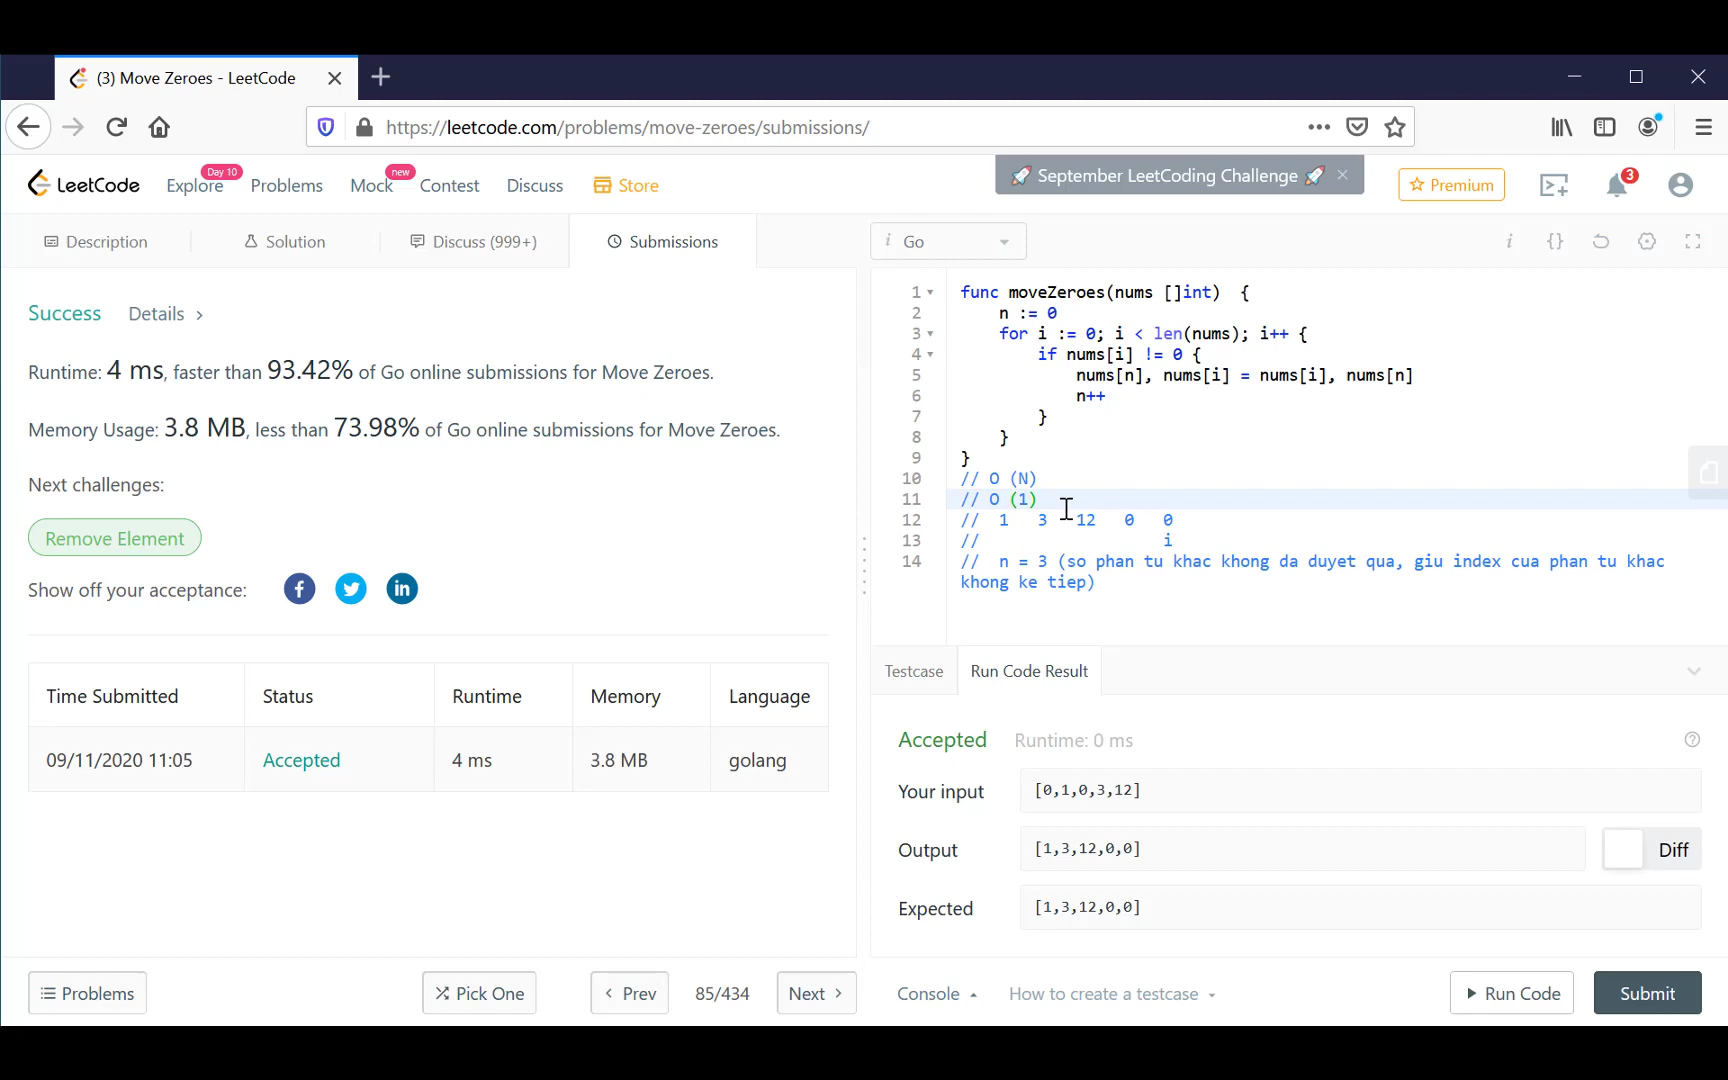 (3) Move Zeroes - LeetCode
https://leetcode.com/problems/move-zeroes/submissions/
LeetCode
Explore
Day 10
Problems
Mock
new
Contest
Discuss
Store
🚀 September LeetCoding Challenge 🚀
Premium
3
Description
Solution
Discuss (999+)
Submissions
Success
Details
Runtime: 4 ms, faster than 93.42% of Go online submissions for Move Zeroes.
Memory Usage: 3.8 MB, less than 73.98% of Go online submissions for Move Zeroes.
Next challenges:
Remove Element
Show off your acceptance:
Time Submitted Status Runtime Memory Language
09/11/2020 11:05 Accepted 4 ms 3.8 MB golang
Problems
Pick One
Prev
85/434
Next
i Go
1 func moveZeroes(nums []int) {
2 n := 0
3 for i := 0; i < len(nums); i++ {
4 if nums[i] != 0 {
5 nums[n], nums[i] = nums[i], nums[n]
6 n++
7 }
8 }
9 }
10 // O (N)
11 // O (1)
12 // 1 3 12 0 0
13 // i
14 // n = 3 (so phan tu khac khong da duyet qua, giu index cua phan tu khac
khong ke tiep)
Testcase
Run Code Result
Accepted Runtime: 0 ms
Your input [0,1,0,3,12]
Output [1,3,12,0,0]
Diff
Expected [1,3,12,0,0]
Console
How to create a testcase
Run Code
Submit